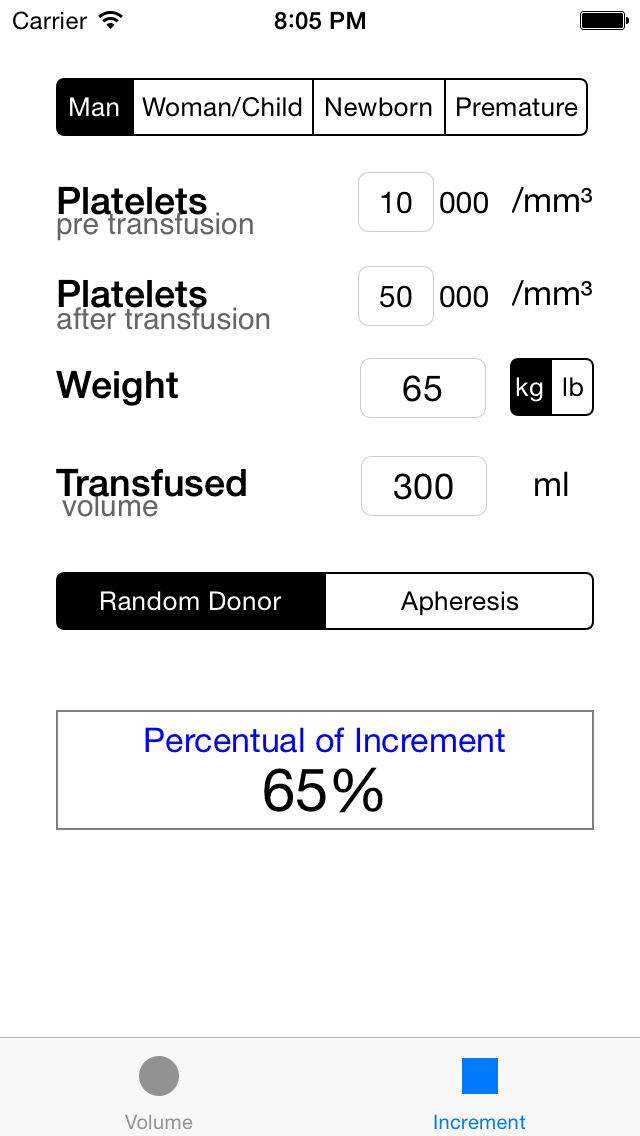 Carrier 8:05 PM
Man Woman/Child Newborn Premature
Platelets 10 000 /mm³
pre transfusion
Platelets 50 000 /mm³
after transfusion
Weight 65 kg lb
Transfused 300 ml
volume
Random Donor Apheresis
Percentual of Increment
65%
Volume Increment